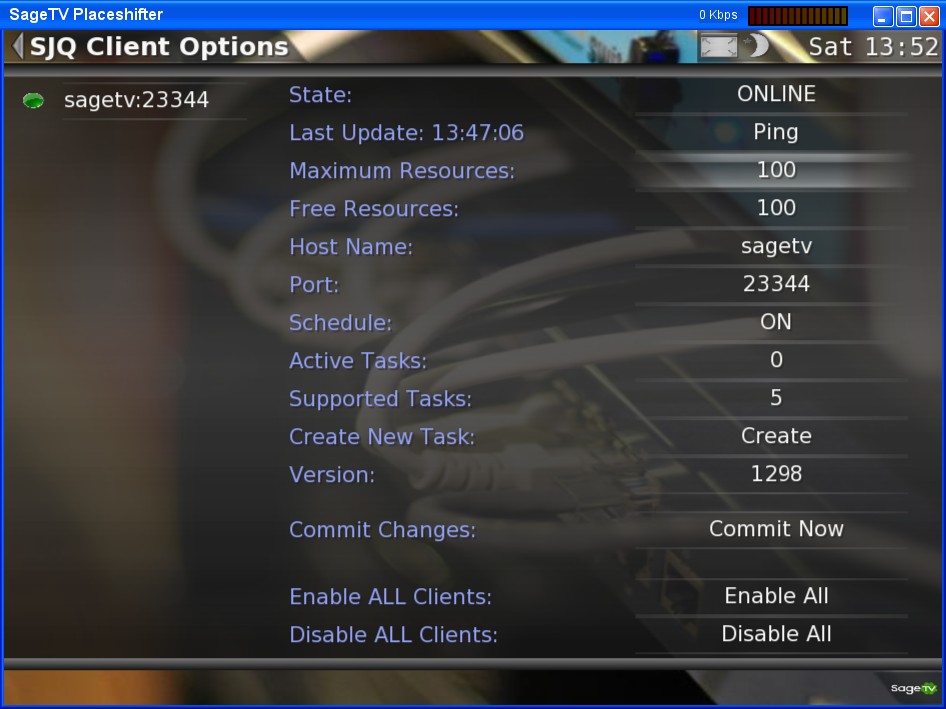 SageTV Placeshifter
0 Kbps
SJQ Client Options
Sat 13:52
sagetv:23344
State: ONLINE
Last Update: 13:47:06 Ping
Maximum Resources: 100
Free Resources: 100
Host Name: sagetv
Port: 23344
Schedule: ON
Active Tasks: 0
Supported Tasks: 5
Create New Task: Create
Version: 1298
Commit Changes: Commit Now
Enable ALL Clients: Enable All
Disable ALL Clients: Disable All
SageTV